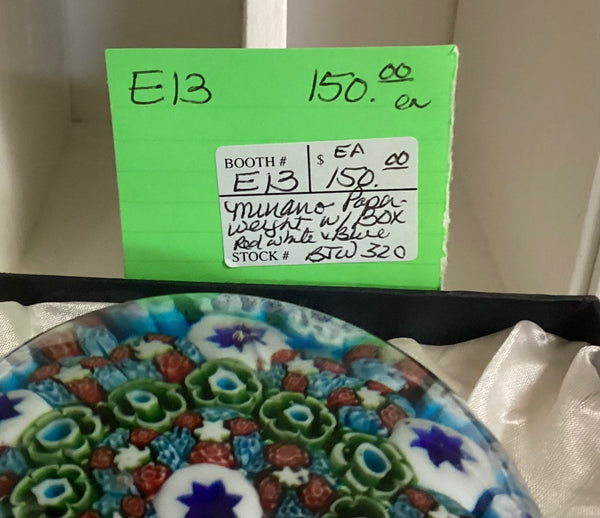 E13 150.00 ea
BOOTH # $ EA
E13 150.00
Murano Paper-
weight w/ BOX
Red white & Blue
STOCK # BTW 320